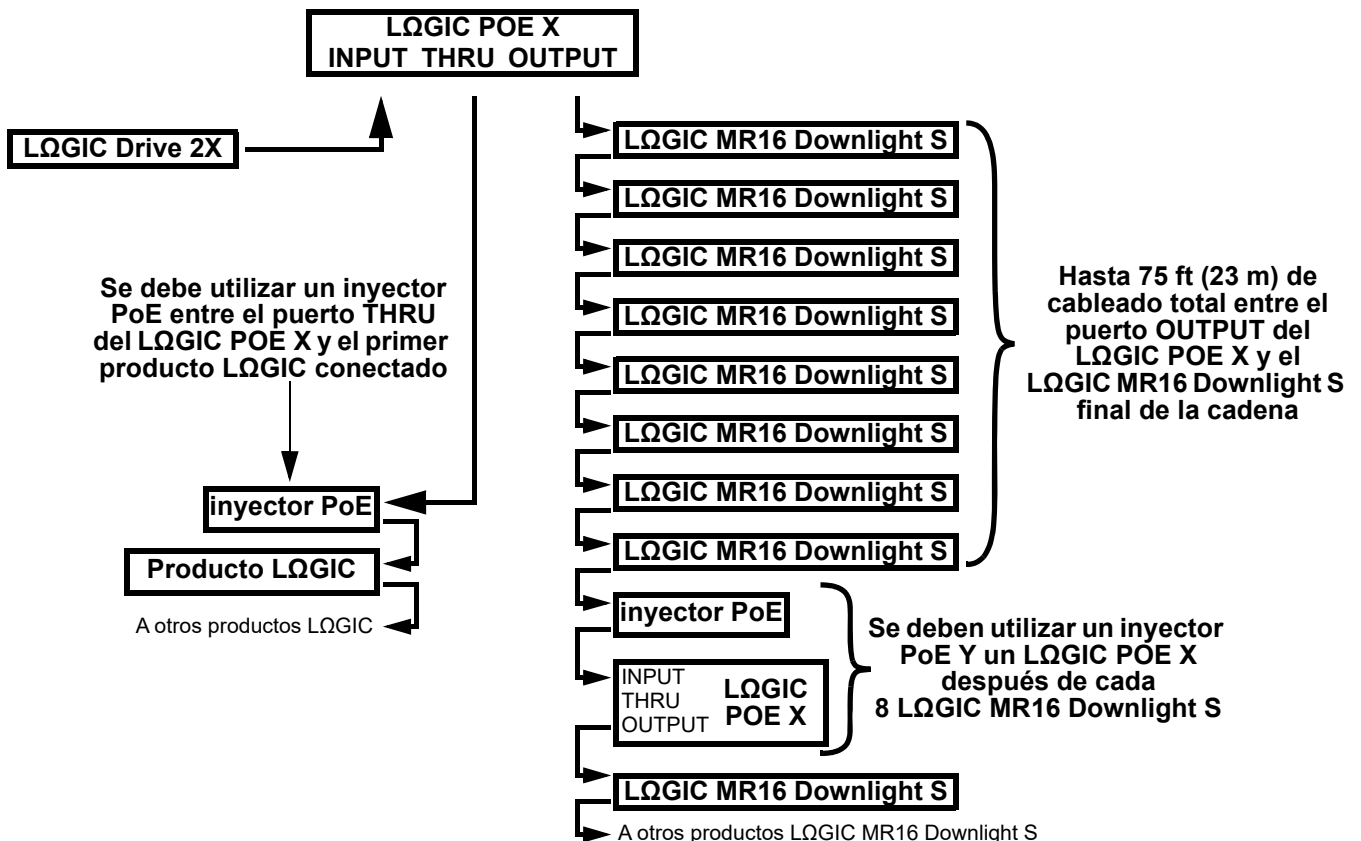 LΩGIC POE X
INPUT THRU OUTPUT
LΩGIC Drive 2X
Se debe utilizar un inyector
PoE entre el puerto THRU
del LΩGIC POE X y el primer
producto LΩGIC conectado
inyector PoE
Producto LΩGIC
A otros productos LΩGIC
LΩGIC MR16 Downlight S
LΩGIC MR16 Downlight S
LΩGIC MR16 Downlight S
LΩGIC MR16 Downlight S
LΩGIC MR16 Downlight S
LΩGIC MR16 Downlight S
LΩGIC MR16 Downlight S
LΩGIC MR16 Downlight S
Hasta 75 ft (23 m) de
cableado total entre el
puerto OUTPUT del
LΩGIC POE X y el
LΩGIC MR16 Downlight S
final de la cadena
inyector PoE
INPUT
THRU
OUTPUT
LΩGIC
POE X
Se deben utilizar un inyector
PoE Y un LΩGIC POE X
después de cada
8 LΩGIC MR16 Downlight S
LΩGIC MR16 Downlight S
A otros productos LΩGIC MR16 Downlight S